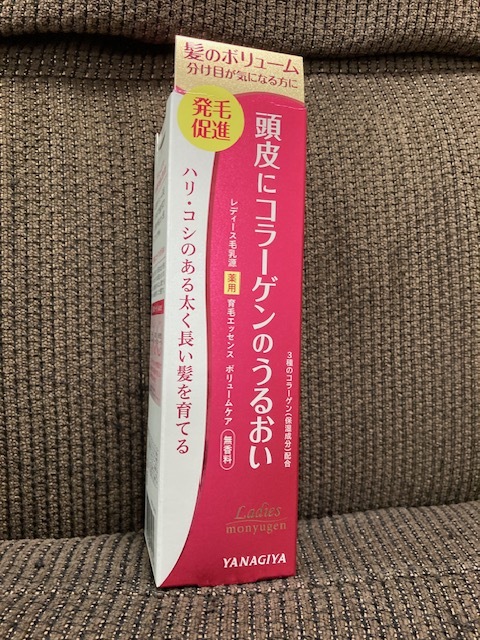 髪のボリューム
分け目が気になる方に
発毛
促進
頭皮にコラーゲンのうるおい
3種のコラーゲン(保湿成分)配合
レディース毛乳源 薬用 育毛エッセンス ボリュームケア 無香料
ハリ・コシのある太く長い髪を育てる
Ladies
monyugen
YANAGIYA